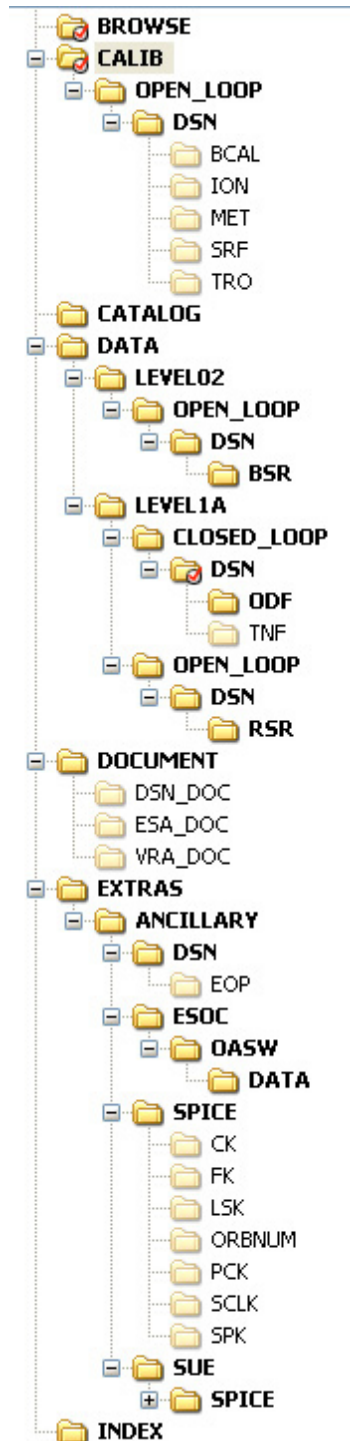 BROWSE
CALIB
OPEN_LOOP
DSN
BCAL
ION
MET
SRF
TRO
CATALOG
DATA
LEVEL02
OPEN_LOOP
DSN
BSR
LEVEL1A
CLOSED_LOOP
DSN
ODF
TNF
OPEN_LOOP
DSN
RSR
DOCUMENT
DSN_DOC
ESA_DOC
VRA_DOC
EXTRAS
ANCILLARY
DSN
EOP
ESOC
OASW
DATA
SPICE
CK
FK
LSK
ORBNUM
PCK
SCLK
SPK
SUE
SPICE
INDEX